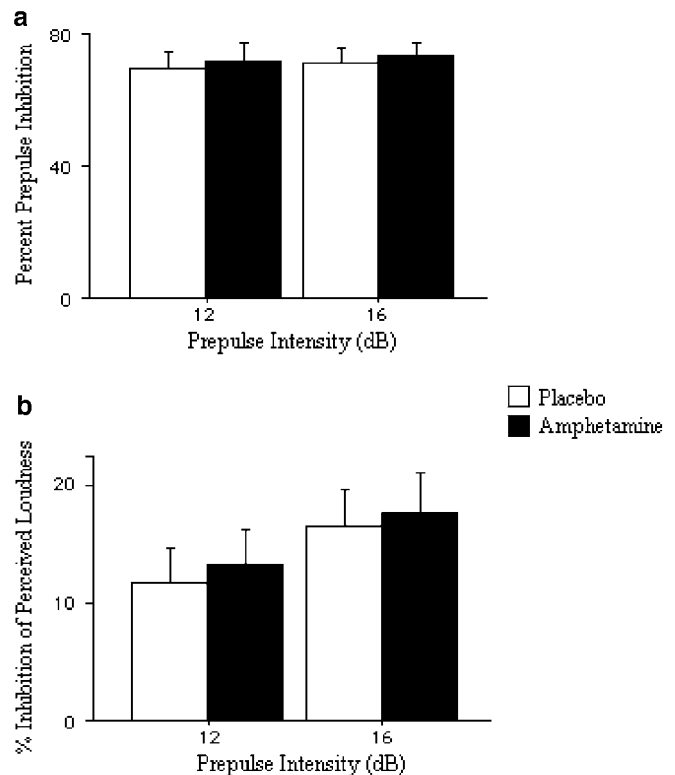 a
Percent Prepulse Inhibition
80
40
0
12
16
Prepulse Intensity (dB)
b
Placebo
Amphetamine
% Inhibition of Perceived Loudness
20
10
0
12
16
Prepulse Intensity (dB)